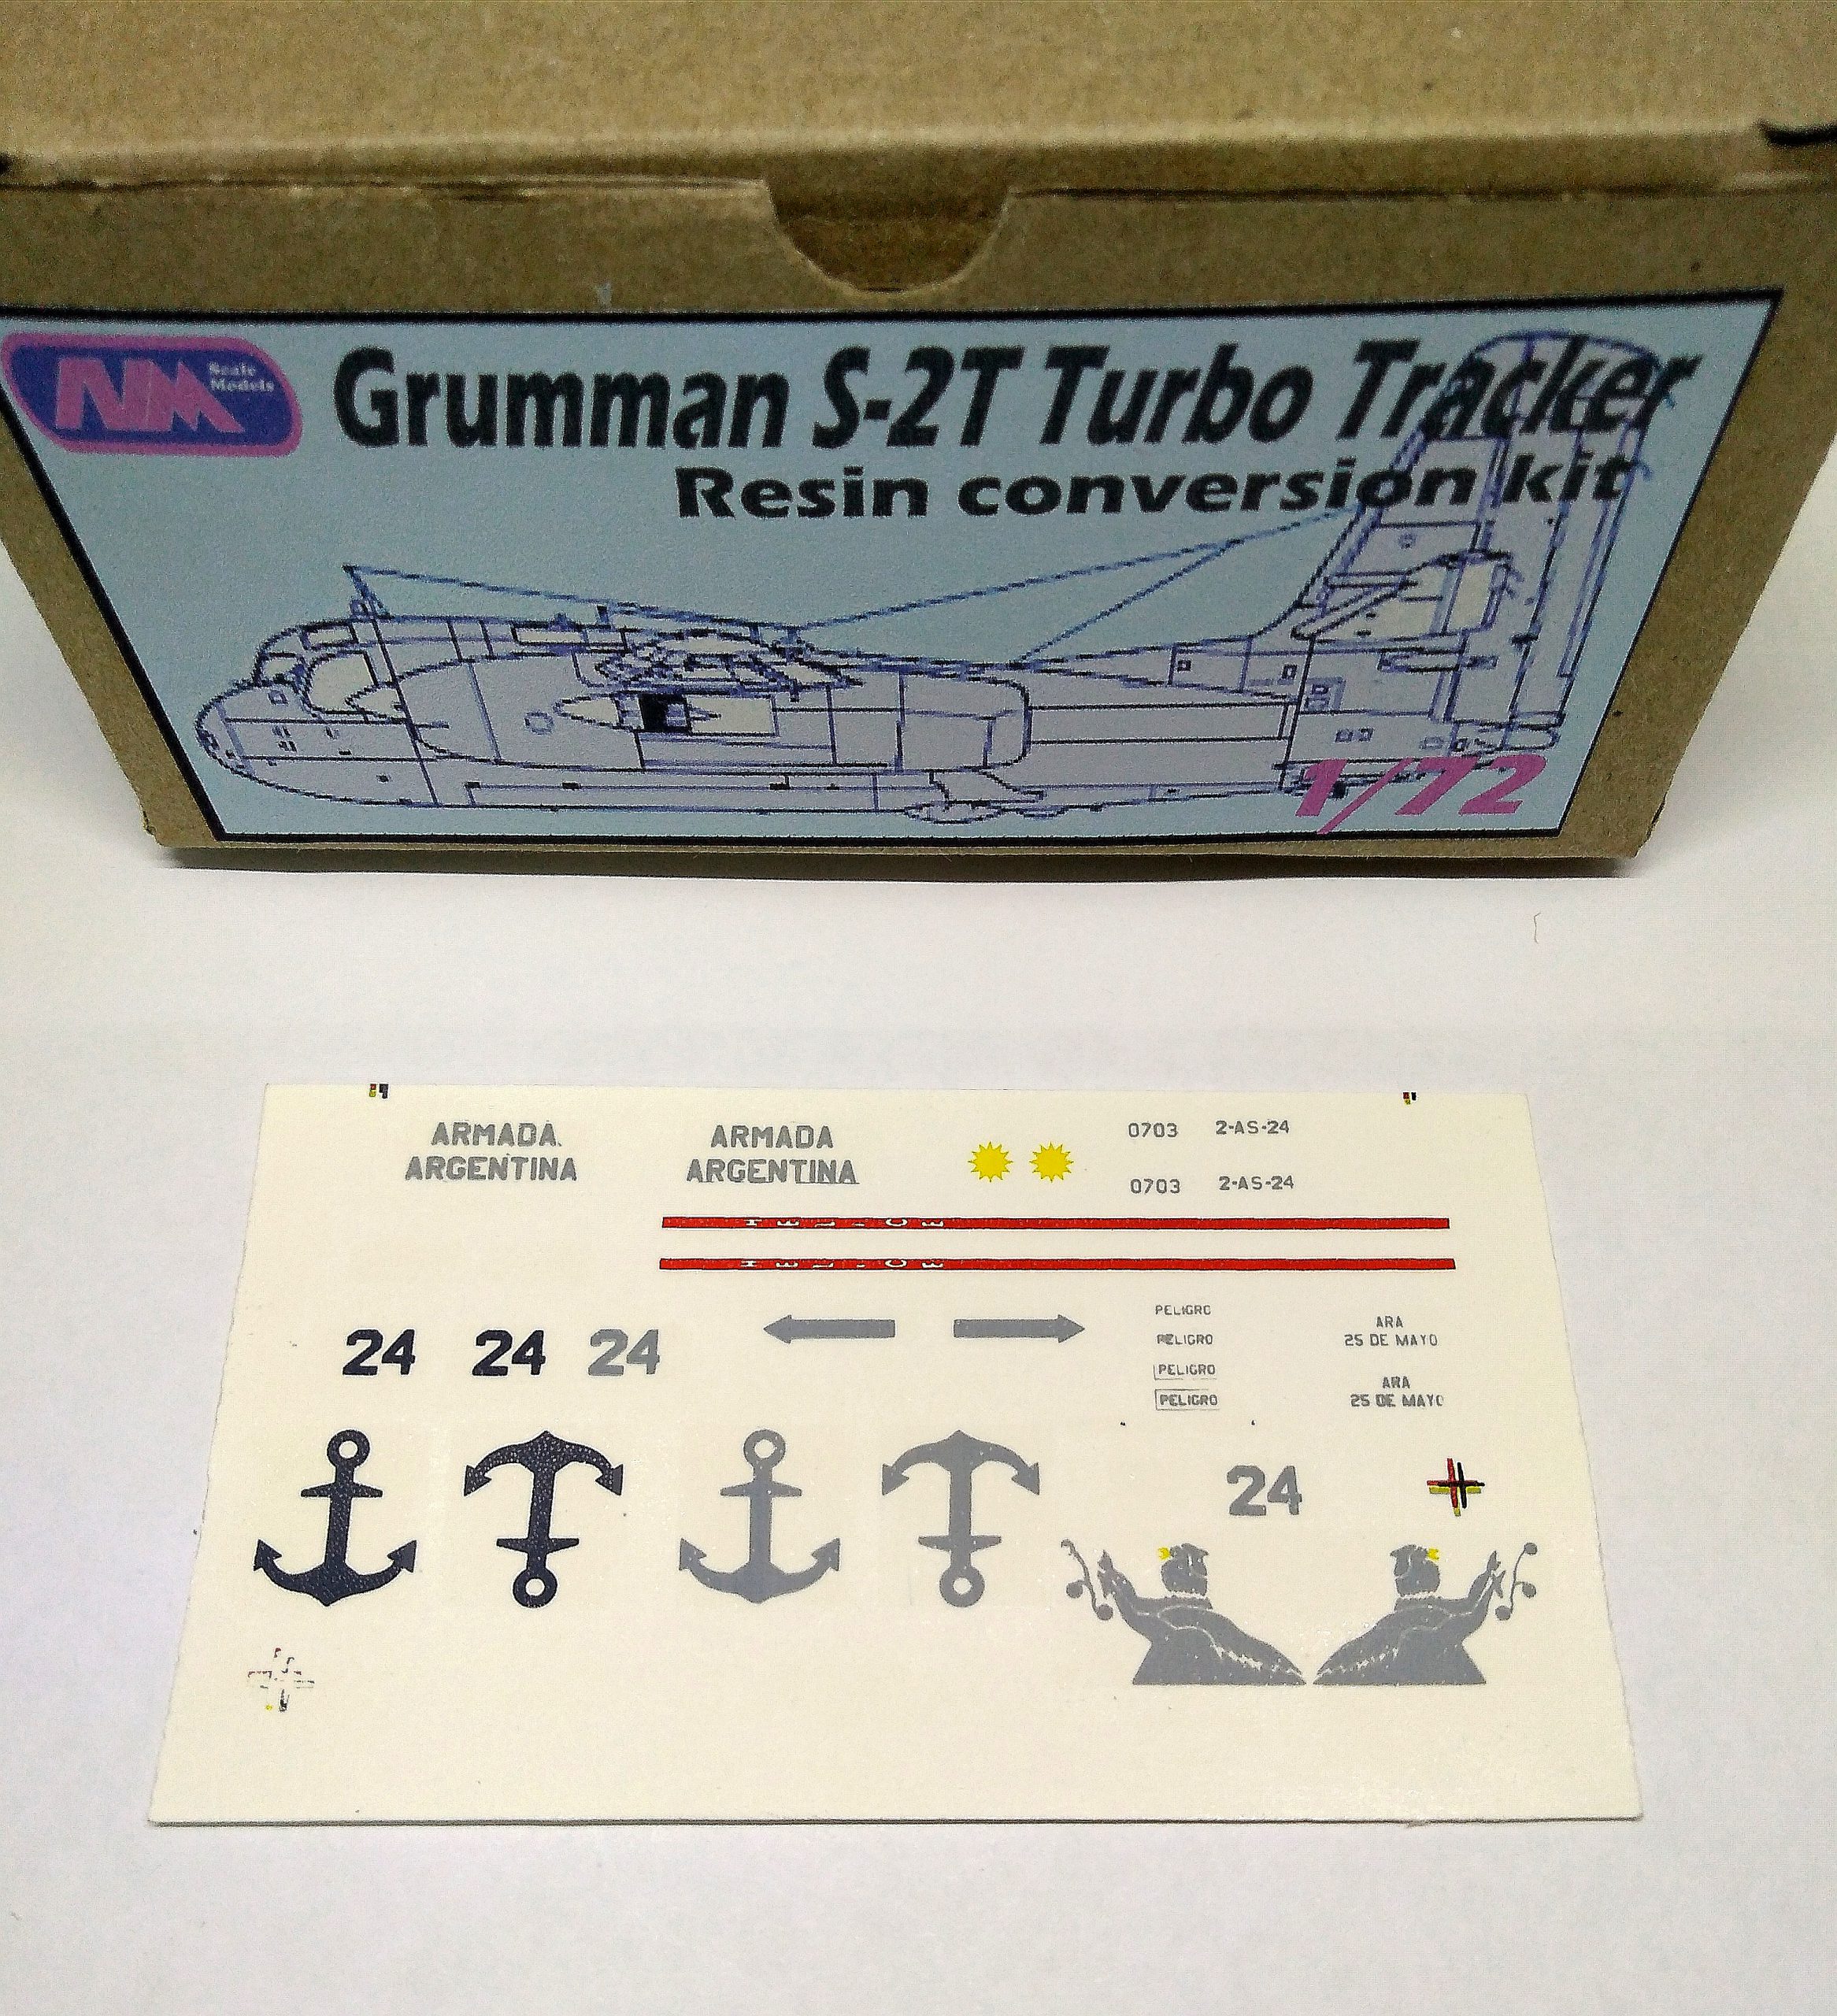 NM Scale
Models
Grumman S-2T Turbo Tracker
Resin conversion kit
1/72
ARMADA
ARGENTINA
ARMADA
ARGENTINA
0703 2-AS-24
0703 2-AS-24
HELICE
HELICE
24 24 24
PELIGRO
PELIGRO
PELIGRO
PELIGRO
ARA
25 DE MAYO
ARA
25 DE MAYO
24